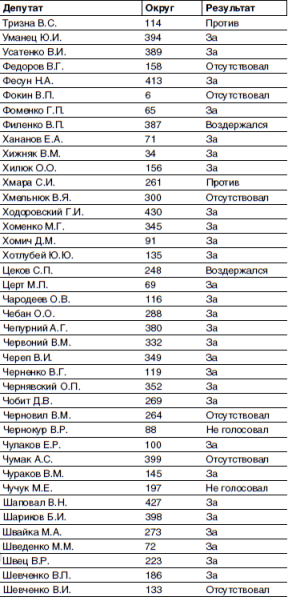 Депутат Округ Результат
Тризна В.С. 114 Против
Уманец Ю.И. 394 За
Усатенко В.И. 389 За
Федоров В.Г. 158 Отсутствовал
Фесун Н.А. 413 За
Фокин В.П. 6 Отсутствовал
Фоменко Г.П. 65 За
Филенко В.П. 387 Воздержался
Хананов Е.А. 71 За
Хижняк В.М. 34 За
Хилюк О.О. 156 За
Хмара С.И. 261 Против
Хмельнюк В.Я. 300 Отсутствовал
Ходоровский Г.И. 430 За
Хоменко М.Г. 345 За
Хомич Д.М. 91 За
Хотлубей Ю.Ю. 135 За
Цеков С.П. 248 Воздержался
Церт М.П. 69 За
Чародеев О.В. 116 За
Чебан О.О. 288 За
Чепурний А.Г. 380 За
Червоний В.М. 332 За
Череп В.И. 349 За
Черненко В.Г. 119 За
Чернявский О.П. 352 За
Чобит Д.В. 269 За
Черновил В.М. 264 Отсутствовал
Чернокур В.Р. 88 Не голосовал
Чулаков Е.Р. 100 За
Чумак А.С. 399 Отсутствовал
Чураков В.М. 145 За
Чучук М.Е. 197 Не голосовал
Шаповал В.Н. 427 За
Шариков Б.И. 398 За
Швайка М.А. 273 За
Шведенко М.М. 72 За
Швец В.Р. 223 За
Шевченко В.П. 186 За
Шевченко В.И. 133 Отсутствовал